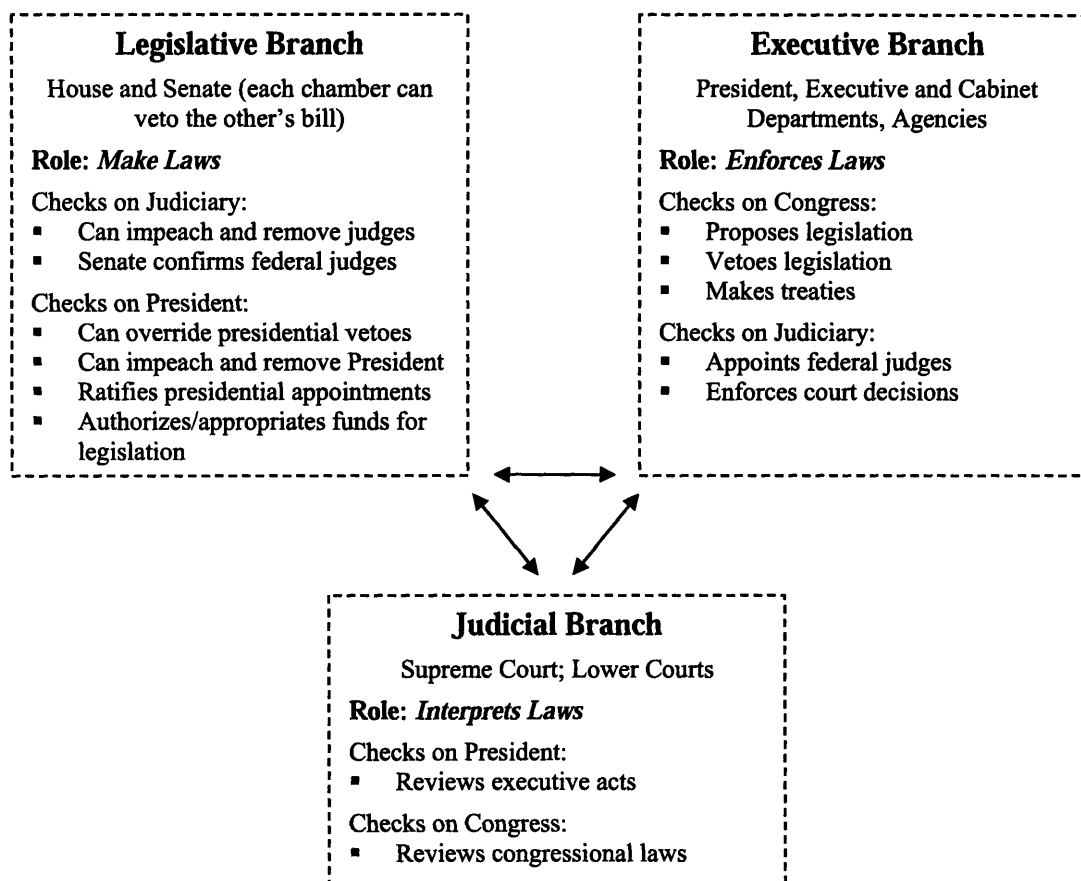 Legislative Branch
House and Senate (each chamber can
veto the other's bill)
Role: Make Laws
Checks on Judiciary:
▪ Can impeach and remove judges
▪ Senate confirms federal judges
Checks on President:
▪ Can override presidential vetoes
▪ Can impeach and remove President
▪ Ratifies presidential appointments
▪ Authorizes/appropriates funds for
legislation
Executive Branch
President, Executive and Cabinet
Departments, Agencies
Role: Enforces Laws
Checks on Congress:
▪ Proposes legislation
▪ Vetoes legislation
▪ Makes treaties
Checks on Judiciary:
▪ Appoints federal judges
▪ Enforces court decisions
Judicial Branch
Supreme Court; Lower Courts
Role: Interprets Laws
Checks on President:
▪ Reviews executive acts
Checks on Congress:
▪ Reviews congressional laws